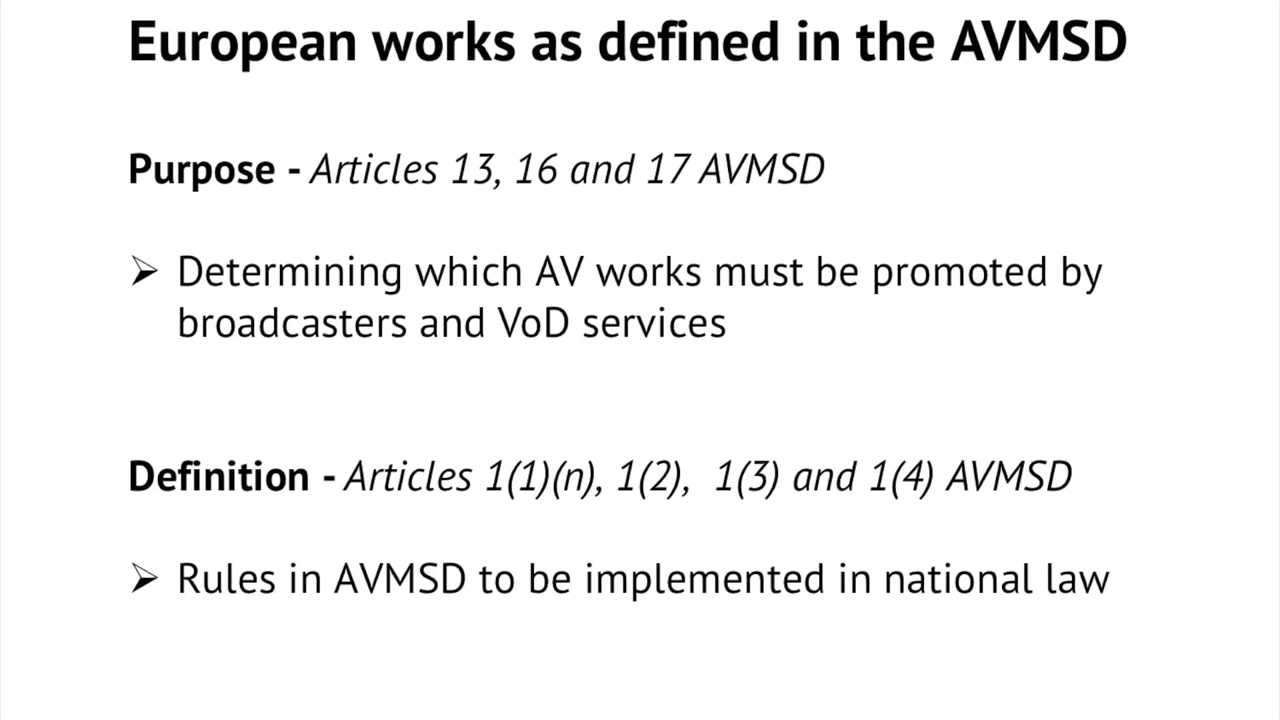 European works as defined in the AVMSD
Purpose - Articles 13, 16 and 17 AVMSD
➢ Determining which AV works must be promoted by
broadcasters and VoD services
Definition - Articles 1(1)(n), 1(2), 1(3) and 1(4) AVMSD
➢ Rules in AVMSD to be implemented in national law